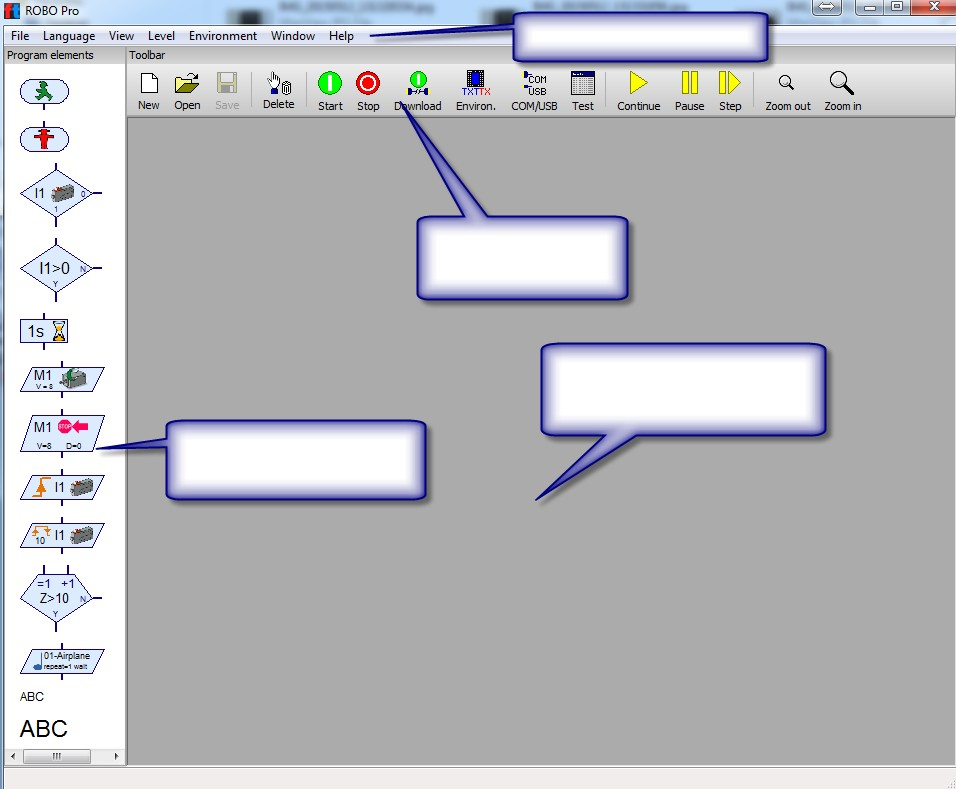 ROBO Pro
File Language View Level Environment Window Help
Program elements
Toolbar
New Open Save Delete Start Stop Download Environ. COM/USB Test Continue Pause Step Zoom out Zoom in
TXTTX
COM
USB
I1 0
1
I1>0 N
Y
1s
M1
V=8
M1 STOP
V=8 D=0
I1
I1
10
=1 +1
Z>10 N
Y
01-Airplane
repeat=1 wait
ABC
ABC